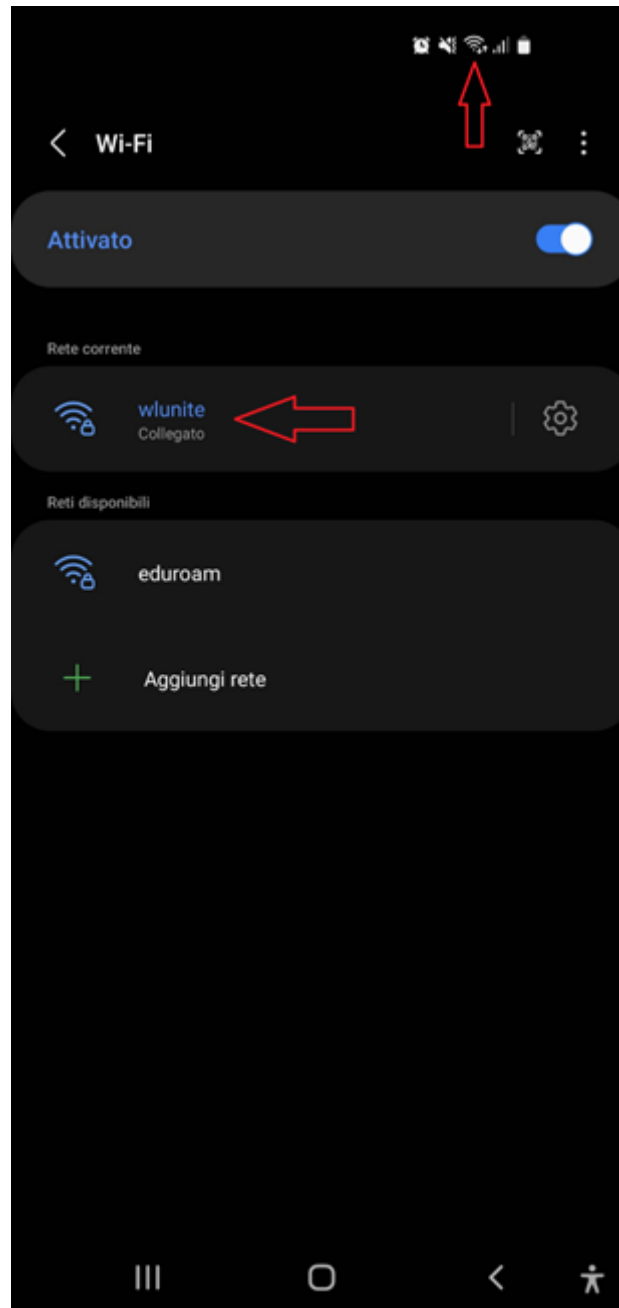 Wi-Fi
Attivato
Rete corrente
wlunite
Collegato
Reti disponibili
eduroam
Aggiungi rete